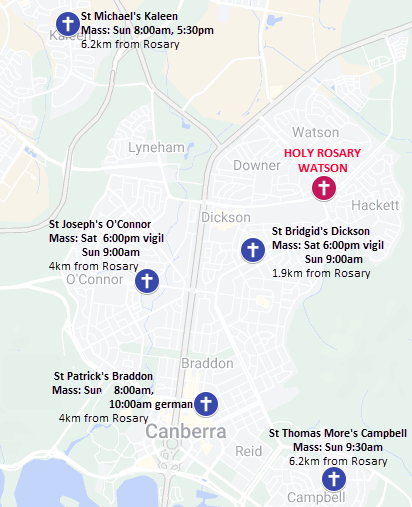 St Michael's Kaleen
Mass: Sun 8:00am, 5:30pm
Kaleen
6.2km from Rosary
Watson
Lyneham
HOLY ROSARY
WATSON
Downer
Hackett
Dickson
St Joseph's O'Connor
Mass: Sat 6:00pm vigil
Sun 9:00am
4km from Rosary
O'Connor
St Bridgid's Dickson
Mass: Sat 6:00pm vigil
Sun 9:00am
1.9km from Rosary
Braddon
St Patrick's Braddon
Mass: Sun 8:00am,
10:00am german
4km from Rosary
Canberra
Reid
St Thomas More's Campbell
Mass: Sun 9:30am
6.2km from Rosary
Campbell